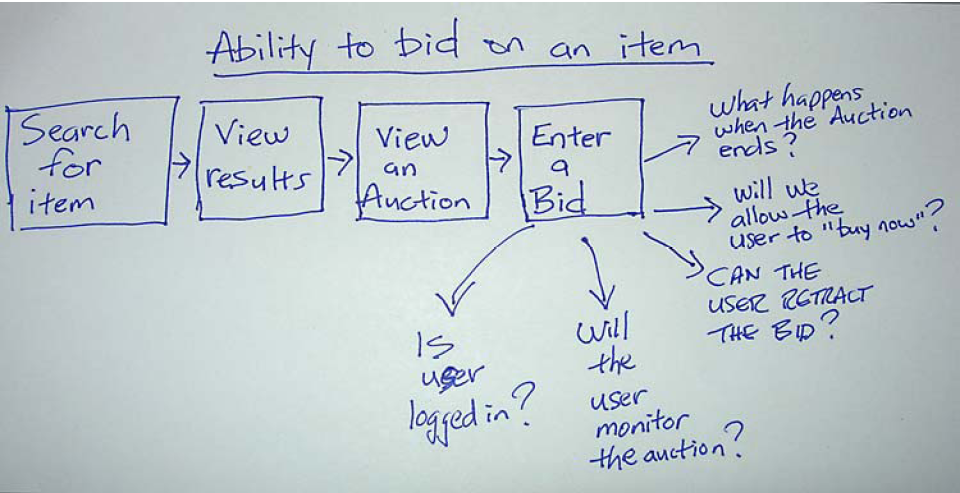 Ability to bid on an item
Search
for
item
View
results
View
an
Auction
Enter
a
Bid
What happens
when the Auction
ends?
will we
allow the
user to "buy now"?
CAN THE
USER RETRACT
THE BID?
Is
user
logged in?
Will
the
user
monitor
the auction?